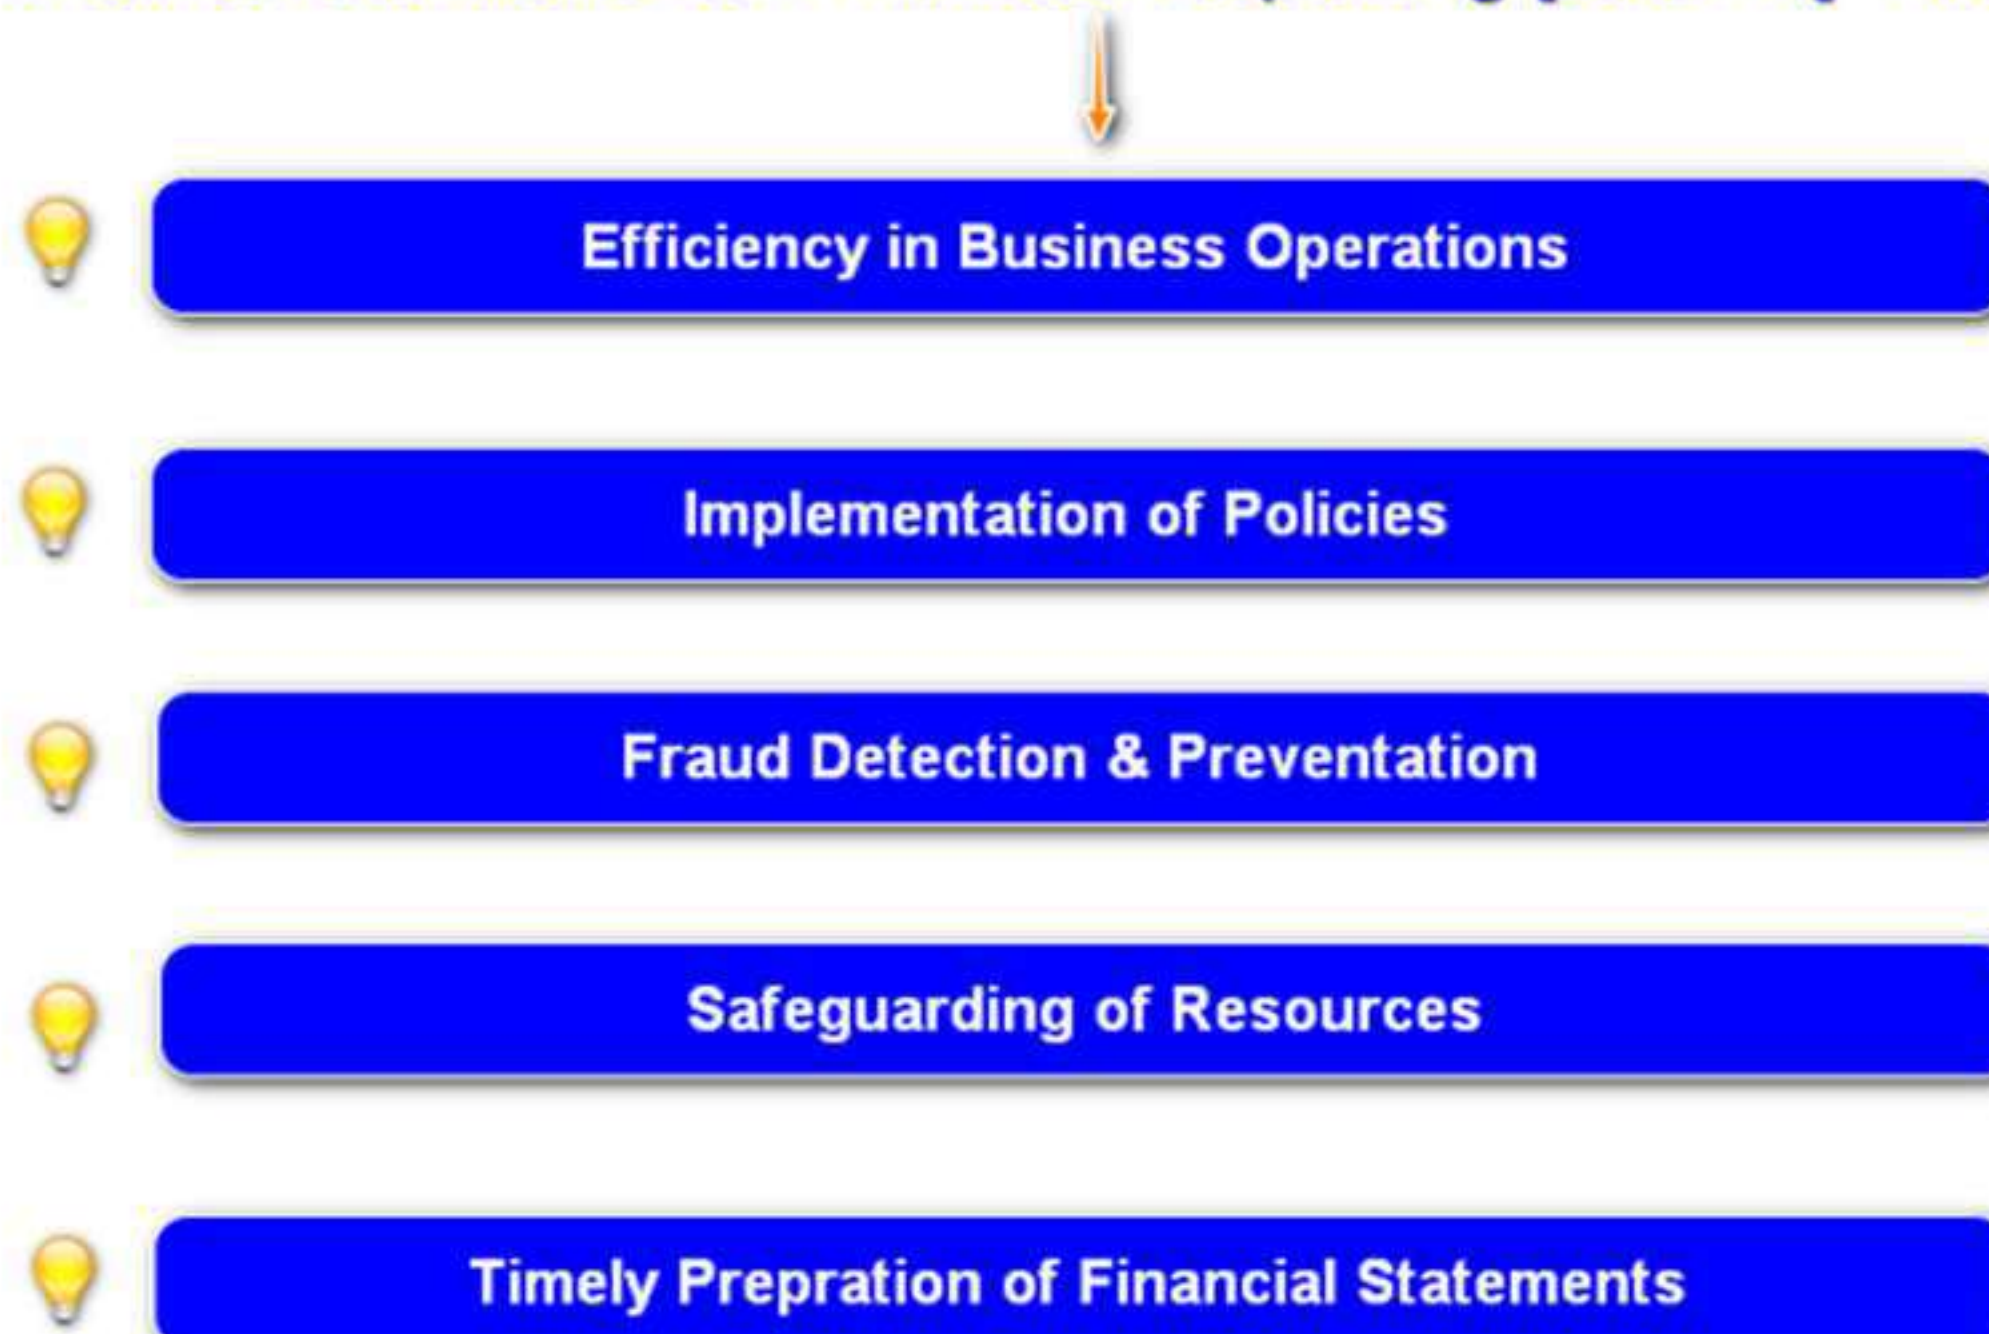 Efficiency in Business Operations
Implementation of Policies
Fraud Detection & Preventation
Safeguarding of Resources
Timely Prepration of Financial Statements